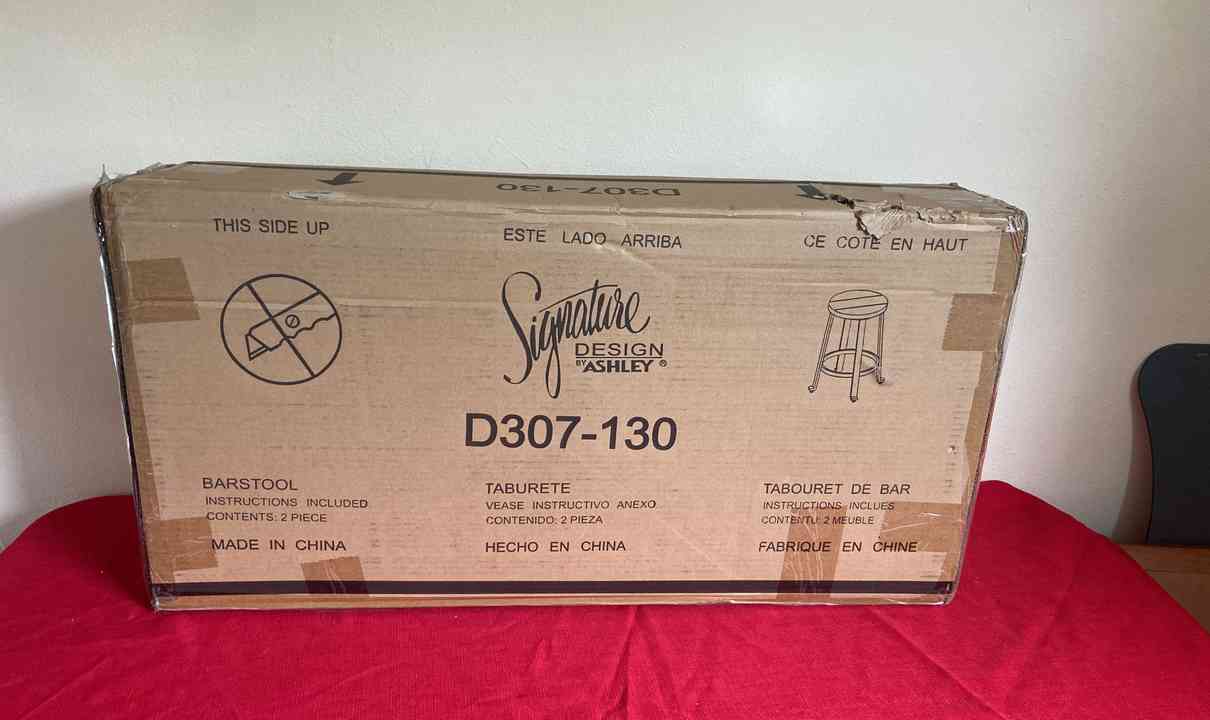 D307-130
THIS SIDE UP
ESTE LADO ARRIBA
CE COTE EN HAUT
Signature
DESIGN
BY ASHLEY ®
D307-130
BARSTOOL
INSTRUCTIONS INCLUDED
CONTENTS: 2 PIECE
MADE IN CHINA
TABURETE
VEASE INSTRUCTIVO ANEXO
CONTENIDO: 2 PIEZA
HECHO EN CHINA
TABOURET DE BAR
INSTRUCTIONS INCLUES
CONTENTU: 2 MEUBLE
FABRIQUE EN CHINE